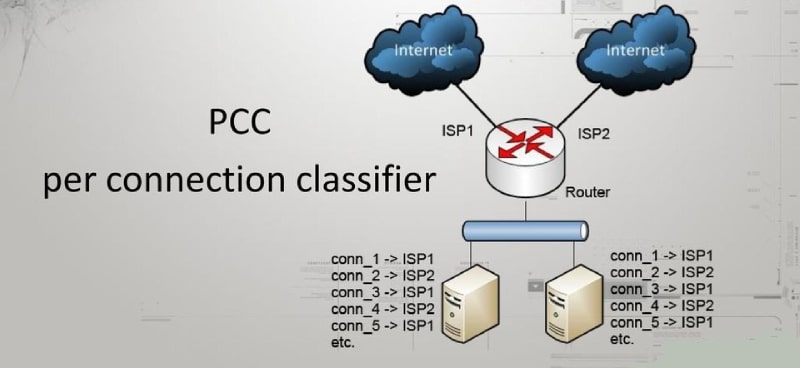 Internet
Internet
PCC
per connection classifier
ISP1
ISP2
Router
conn_1 -> ISP1
conn_2 -> ISP2
conn_3 -> ISP1
conn_4 -> ISP2
conn_5 -> ISP1
etc.
conn_1 -> ISP1
conn_2 -> ISP2
conn_3 -> ISP1
conn_4 -> ISP2
conn_5 -> ISP1
etc.